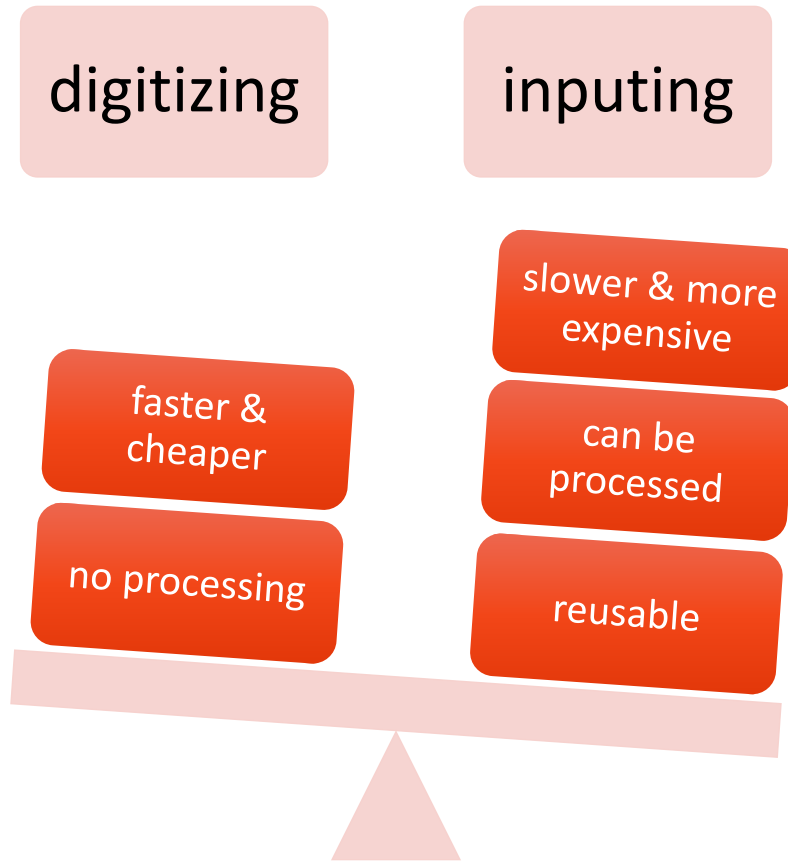 digitizing
inputing
faster &
cheaper
no processing
slower & more
expensive
can be
processed
reusable